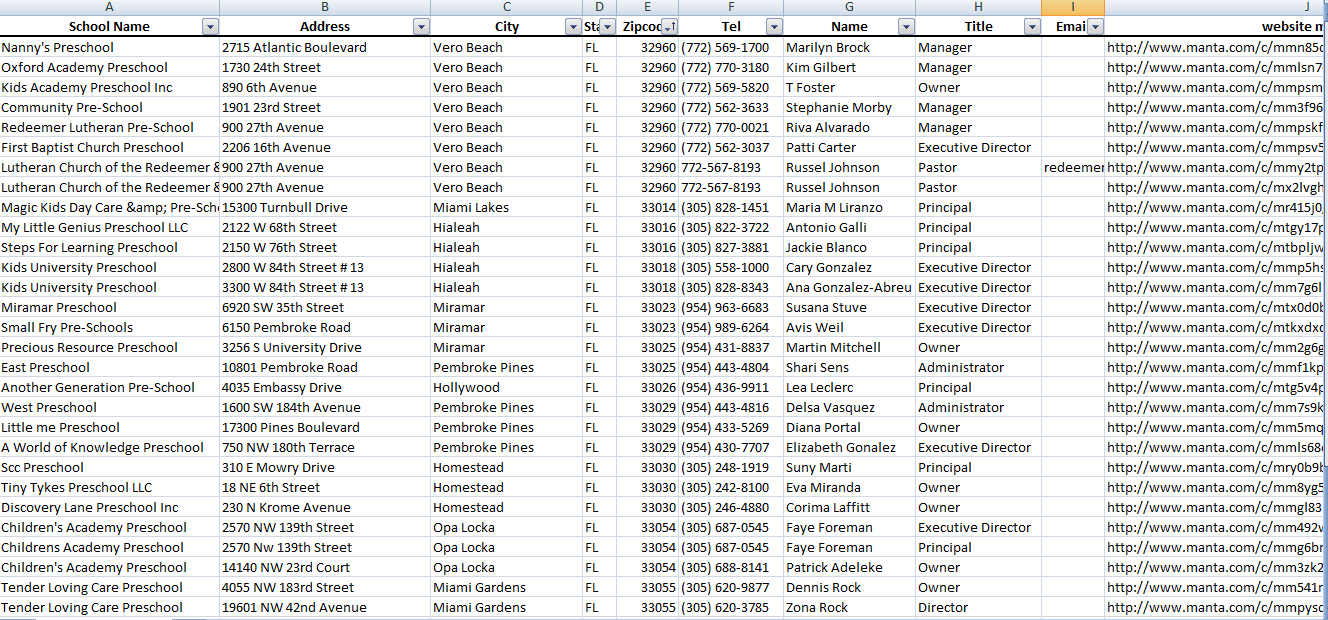 A B C D E F G H I J
School Name Address City Sta Zipcod Tel Name Title Emai website m
Nanny's Preschool 2715 Atlantic Boulevard Vero Beach FL 32960 (772) 569-1700 Marilyn Brock Manager http://www.manta.com/c/mmn85c
Oxford Academy Preschool 1730 24th Street Vero Beach FL 32960 (772) 770-3180 Kim Gilbert Manager http://www.manta.com/c/mmlsn7
Kids Academy Preschool Inc 890 6th Avenue Vero Beach FL 32960 (772) 569-5820 T Foster Owner http://www.manta.com/c/mmpsm
Community Pre-School 1901 23rd Street Vero Beach FL 32960 (772) 562-3633 Stephanie Morby Manager http://www.manta.com/c/mm3f96
Redeemer Lutheran Pre-School 900 27th Avenue Vero Beach FL 32960 (772) 770-0021 Riva Alvarado Manager http://www.manta.com/c/mmpskf
First Baptist Church Preschool 2206 16th Avenue Vero Beach FL 32960 (772) 562-3037 Patti Carter Executive Director http://www.manta.com/c/mmpsv5
Lutheran Church of the Redeemer & 900 27th Avenue Vero Beach FL 32960 772-567-8193 Russel Johnson Pastor redeemer http://www.manta.com/c/mmy2tp
Lutheran Church of the Redeemer & 900 27th Avenue Vero Beach FL 32960 772-567-8193 Russel Johnson Pastor http://www.manta.com/c/mx2lvgh
Magic Kids Day Care &amp; Pre-Sch 15300 Turnbull Drive Miami Lakes FL 33014 (305) 828-1451 Maria M Liranzo Principal http://www.manta.com/c/mr415j0
My Little Genius Preschool LLC 2122 W 68th Street Hialeah FL 33016 (305) 822-3722 Antonio Galli Principal http://www.manta.com/c/mtgy17p
Steps For Learning Preschool 2150 W 76th Street Hialeah FL 33016 (305) 827-3881 Jackie Blanco Principal http://www.manta.com/c/mtbpljw
Kids University Preschool 2800 W 84th Street # 13 Hialeah FL 33018 (305) 558-1000 Cary Gonzalez Executive Director http://www.manta.com/c/mmp5hs
Kids University Preschool 3300 W 84th Street # 13 Hialeah FL 33018 (305) 828-8343 Ana Gonzalez-Abreu Executive Director http://www.manta.com/c/mm7g6l
Miramar Preschool 6920 SW 35th Street Miramar FL 33023 (954) 963-6683 Susana Stuve Executive Director http://www.manta.com/c/mtx0d0b
Small Fry Pre-Schools 6150 Pembroke Road Miramar FL 33023 (954) 989-6264 Avis Weil Executive Director http://www.manta.com/c/mtkxdxc
Precious Resource Preschool 3256 S University Drive Miramar FL 33025 (954) 431-8837 Martin Mitchell Owner http://www.manta.com/c/mm2g6g
East Preschool 10801 Pembroke Road Pembroke Pines FL 33025 (954) 443-4804 Shari Sens Administrator http://www.manta.com/c/mmf1kp
Another Generation Pre-School 4035 Embassy Drive Hollywood FL 33026 (954) 436-9911 Lea Leclerc Principal http://www.manta.com/c/mtg5v4p
West Preschool 1600 SW 184th Avenue Pembroke Pines FL 33029 (954) 443-4816 Delsa Vasquez Administrator http://www.manta.com/c/mm7s9k
Little me Preschool 17300 Pines Boulevard Pembroke Pines FL 33029 (954) 433-5269 Diana Portal Owner http://www.manta.com/c/mm5mq
A World of Knowledge Preschool 750 NW 180th Terrace Pembroke Pines FL 33029 (954) 430-7707 Elizabeth Gonalez Executive Director http://www.manta.com/c/mmls68
Scc Preschool 310 E Mowry Drive Homestead FL 33030 (305) 248-1919 Suny Marti Principal http://www.manta.com/c/mry0b9b
Tiny Tykes Preschool LLC 18 NE 6th Street Homestead FL 33030 (305) 242-8100 Eva Miranda Owner http://www.manta.com/c/mm8yg5
Discovery Lane Preschool Inc 230 N Krome Avenue Homestead FL 33030 (305) 246-4880 Corima Laffitt Owner http://www.manta.com/c/mmgl83
Children's Academy Preschool 2570 NW 139th Street Opa Locka FL 33054 (305) 687-0545 Faye Foreman Executive Director http://www.manta.com/c/mm492w
Childrens Academy Preschool 2570 Nw 139th Street Opa Locka FL 33054 (305) 687-0545 Faye Foreman Principal http://www.manta.com/c/mmg6br
Children's Academy Preschool 14140 NW 23rd Court Opa Locka FL 33054 (305) 688-8141 Patrick Adeleke Owner http://www.manta.com/c/mm3zk2
Tender Loving Care Preschool 4055 NW 183rd Street Miami Gardens FL 33055 (305) 620-9877 Dennis Rock Owner http://www.manta.com/c/mm541r
Tender Loving Care Preschool 19601 NW 42nd Avenue Miami Gardens FL 33055 (305) 620-3785 Zona Rock Director http://www.manta.com/c/mmpysc